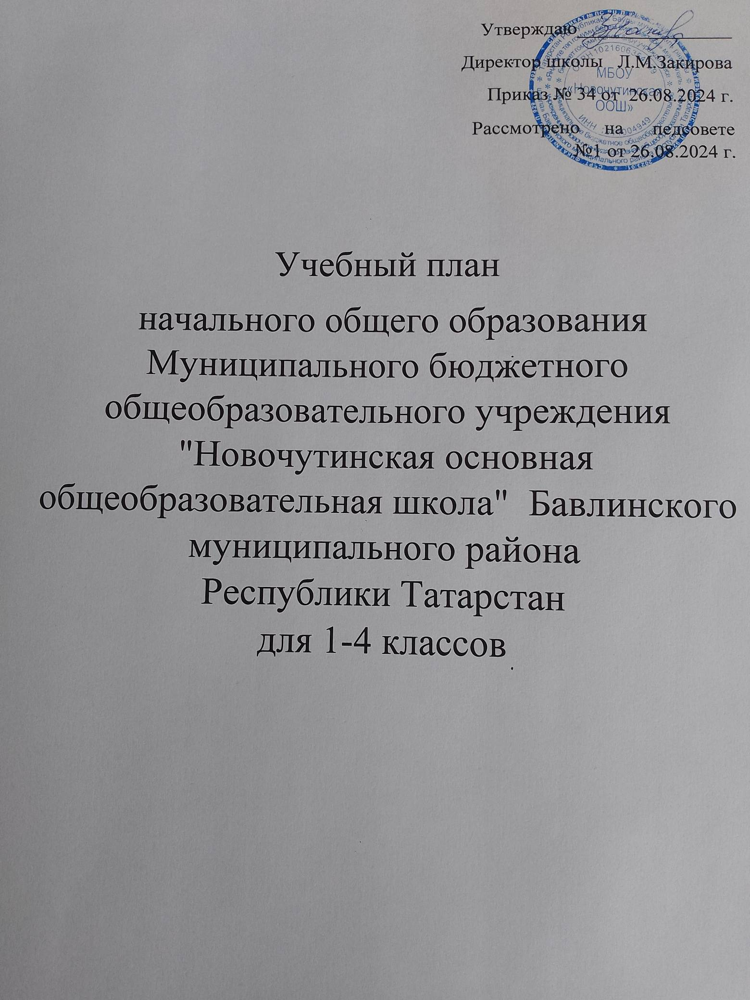 Утверждаю
Директор школы Л.М.Закирова
Приказ № 34 от 26.08.2024 г.
Рассмотрено на педсовете
№1 от 26.08.2024 г.
МБОУ
«Новочутинская
ООШ»
Учебный план
начального общего образования
Муниципального бюджетного
общеобразовательного учреждения
"Новочутинская основная
общеобразовательная школа" Бавлинского
муниципального района
Республики Татарстан
для 1-4 классов